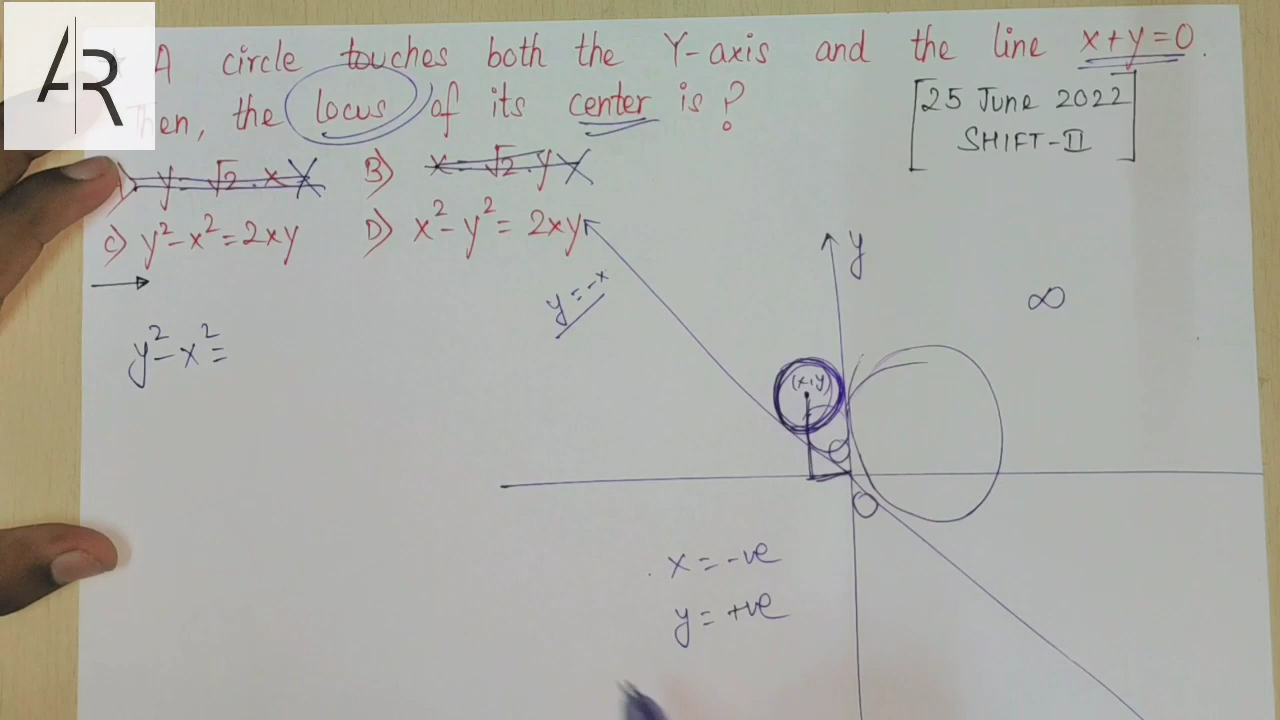 AR
A circle touches both the Y-axis and the line x+y=0.
Then, the locus of its center is?
[25 June 2022
SHIFT-II]
A) y = √2 . x B) x = √2 . y
C) y²-x²=2xy D) x²-y²= 2xy
y²-x²=
y = -x
y
∞
(x,y)
x = -ve
y = +ve